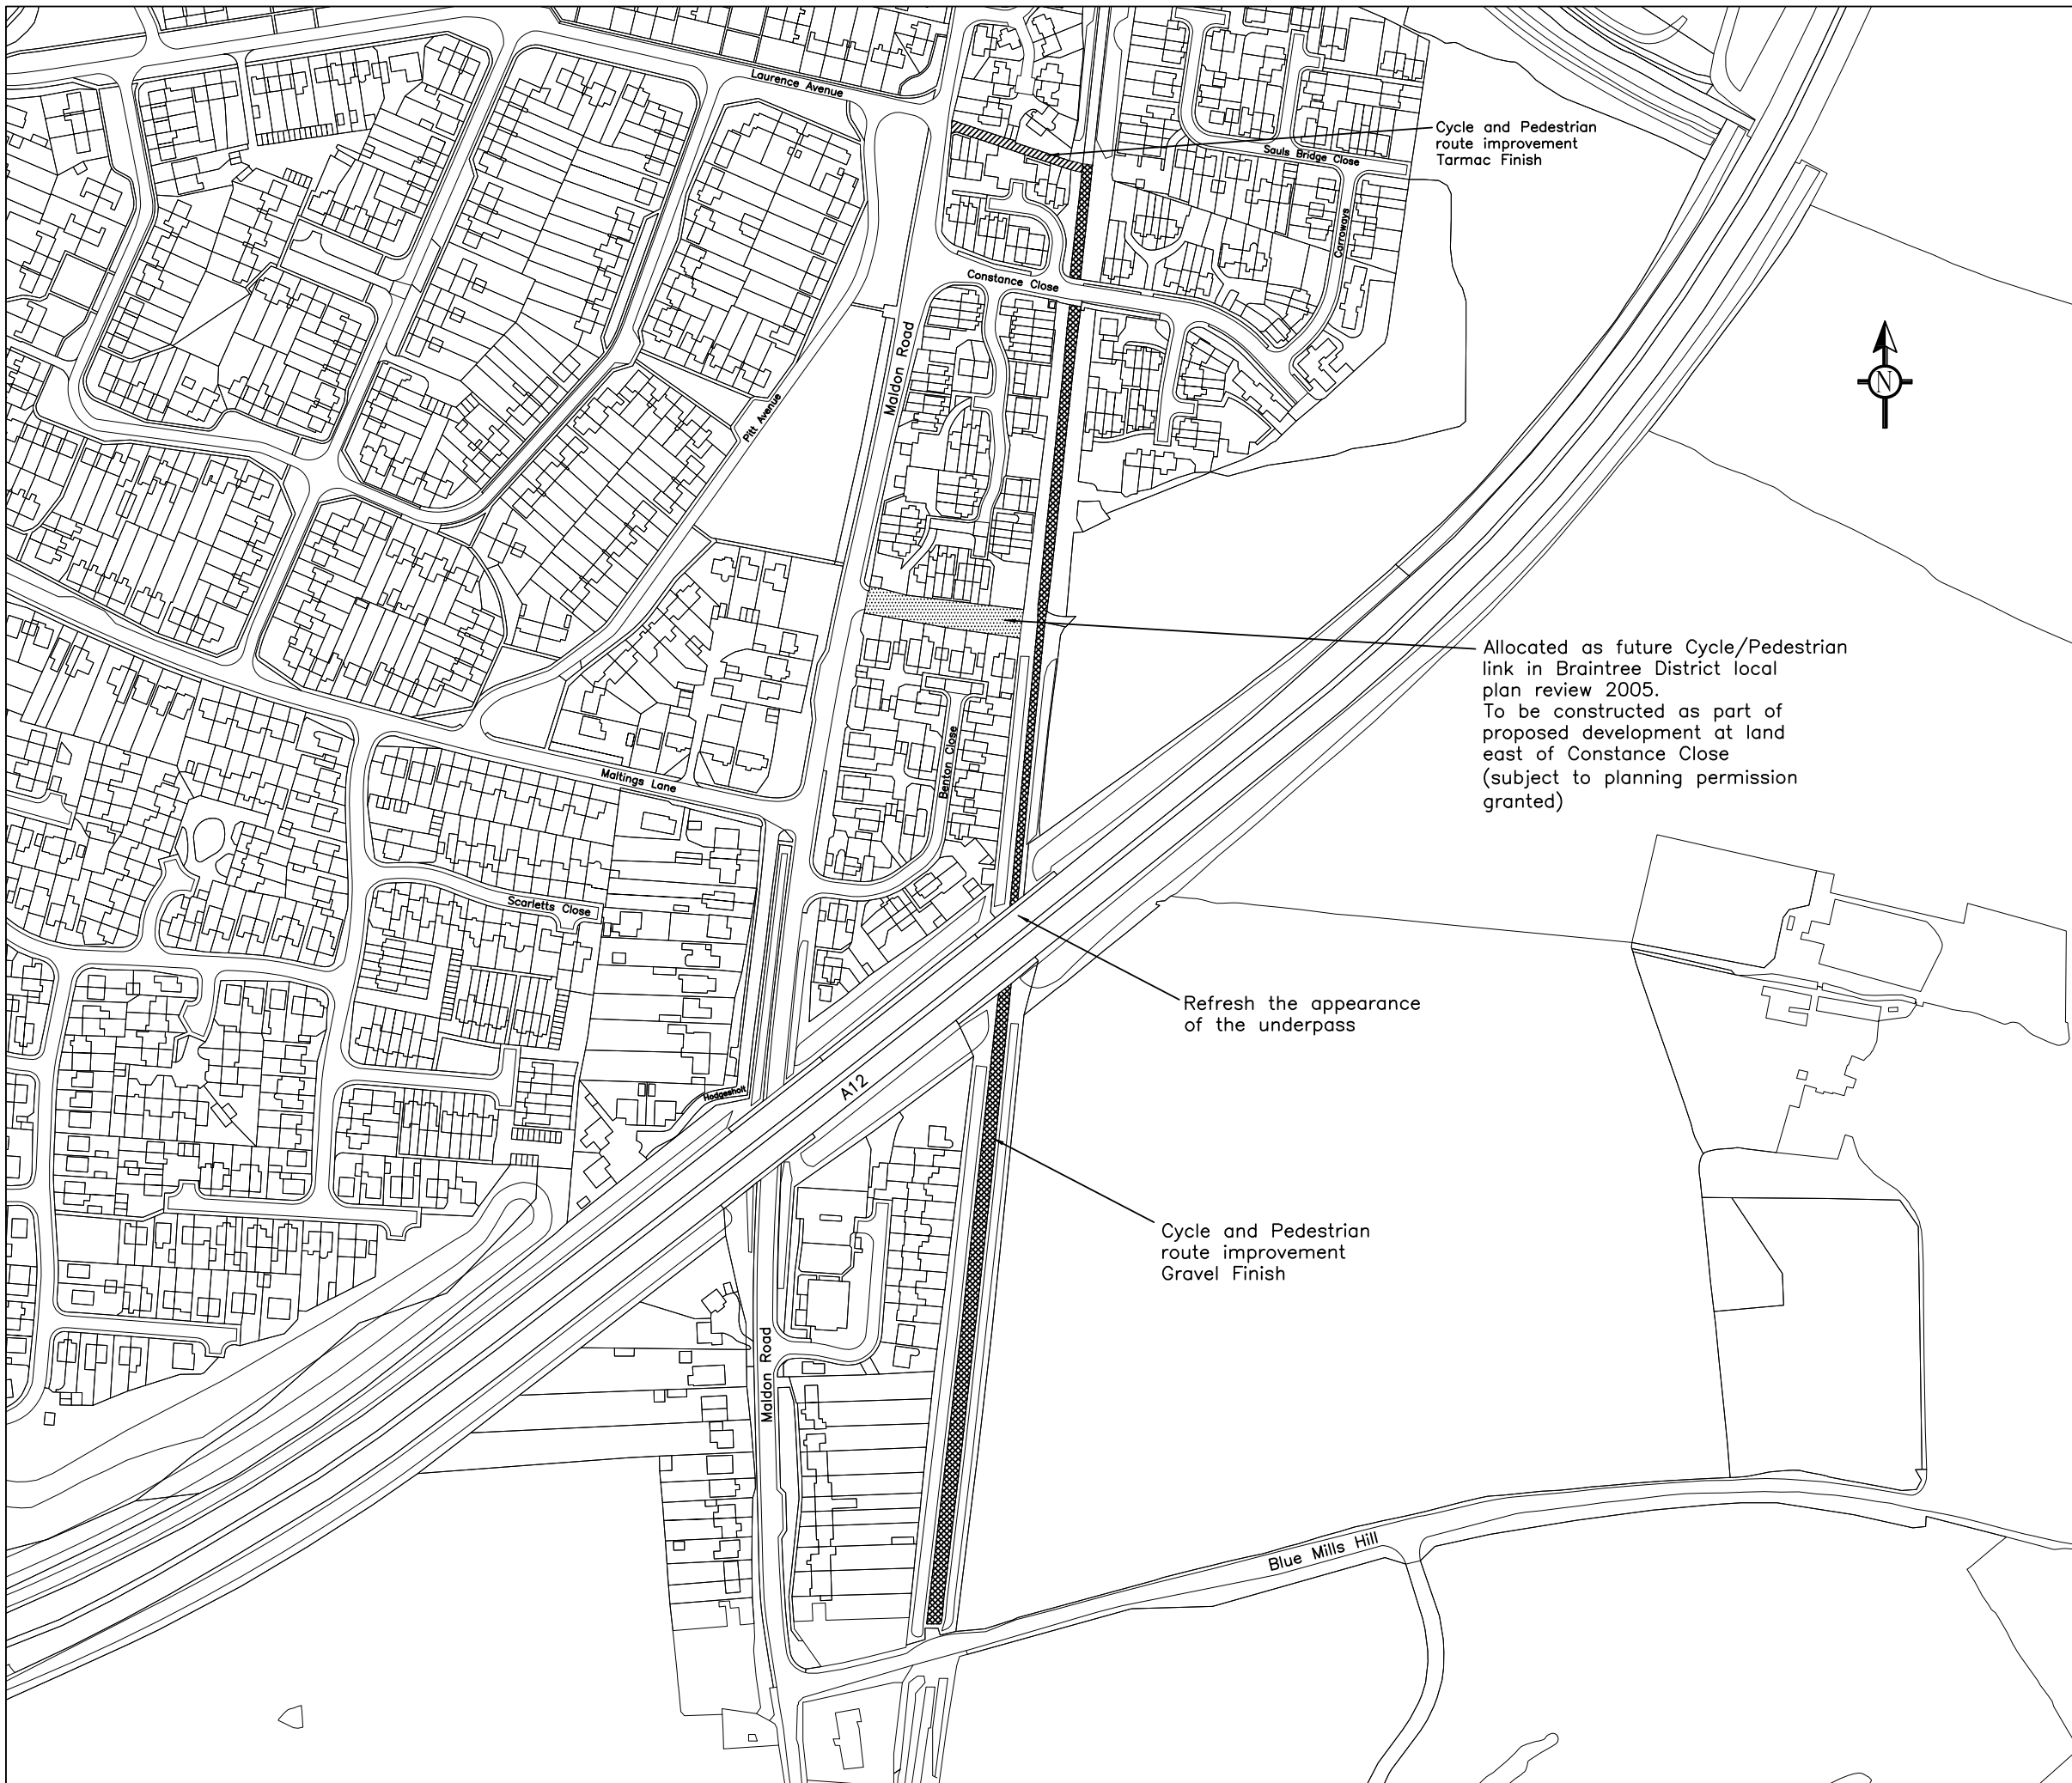 Laurence Avenue
Cycle and Pedestrian
route improvement
Tarmac Finish
Sauls Bridge Close
Carraways
Constance Close
Maldon Road
N
Pitt Avenue
Allocated as future Cycle/Pedestrian
link in Braintree District local
plan review 2005.
To be constructed as part of
proposed development at land
east of Constance Close
(subject to planning permission
granted)
Benton Close
Maltings Lane
Scarletts Close
Refresh the appearance
of the underpass
A12
Hodgesholt
Cycle and Pedestrian
route improvement
Gravel Finish
Maldon Road
Blue Mills Hill